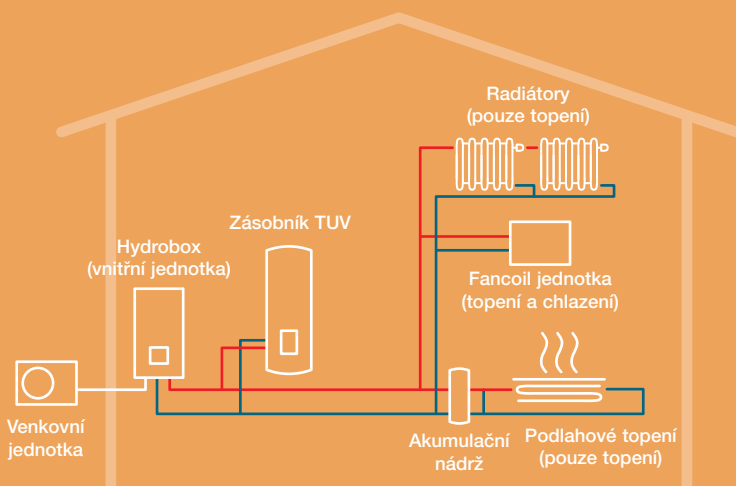 Radiátory
(pouze topení)
Zásobník TUV
Hydrobox
(vnitřní jednotka)
Fancoil jednotka
(topení a chlazení)
Venkovní
jednotka
Akumulační
nádrž
Podlahové topení
(pouze topení)